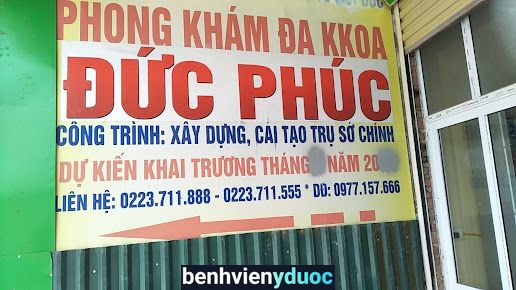 PHONG KHÁM ĐA KKOA
ĐỨC PHÚC
CÔNG TRÌNH: XÂY DỰNG, CAI TẠO TRỤ SỞ CHÍNH
DỰ KIẾN KHAI TRƯƠNG THÁNG NĂM 20
LIÊN HỆ: 0223.711.888 - 0223.711.555 * DĐ: 0977.157.666
benhvienyduoc